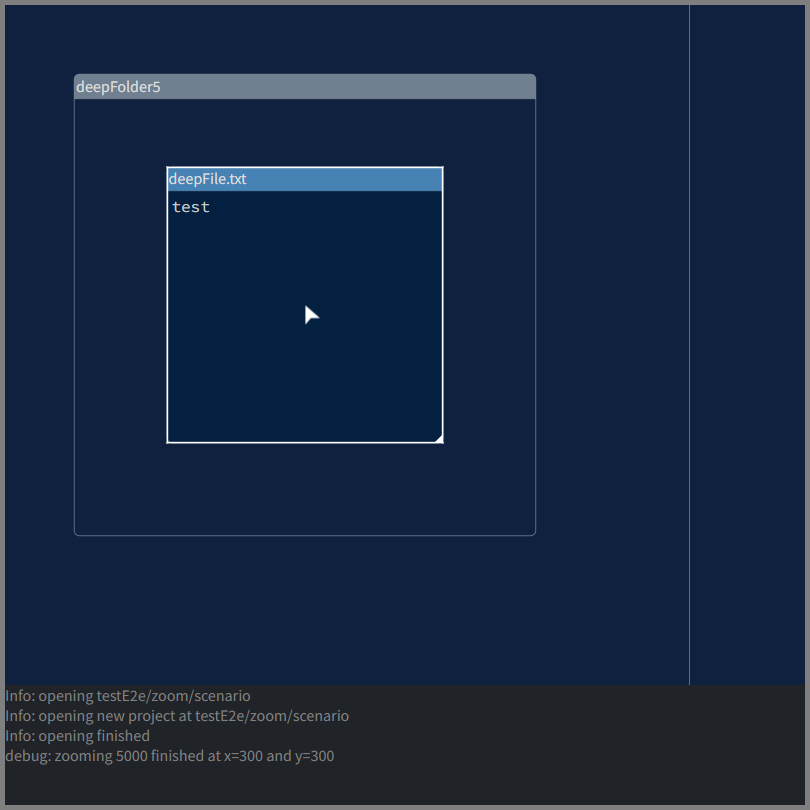 deepFolder5
deepFile.txt
test
Info: opening testE2e/zoom/scenario
Info: opening new project at testE2e/zoom/scenario
Info: opening finished
debug: zooming 5000 finished at x=300 and y=300